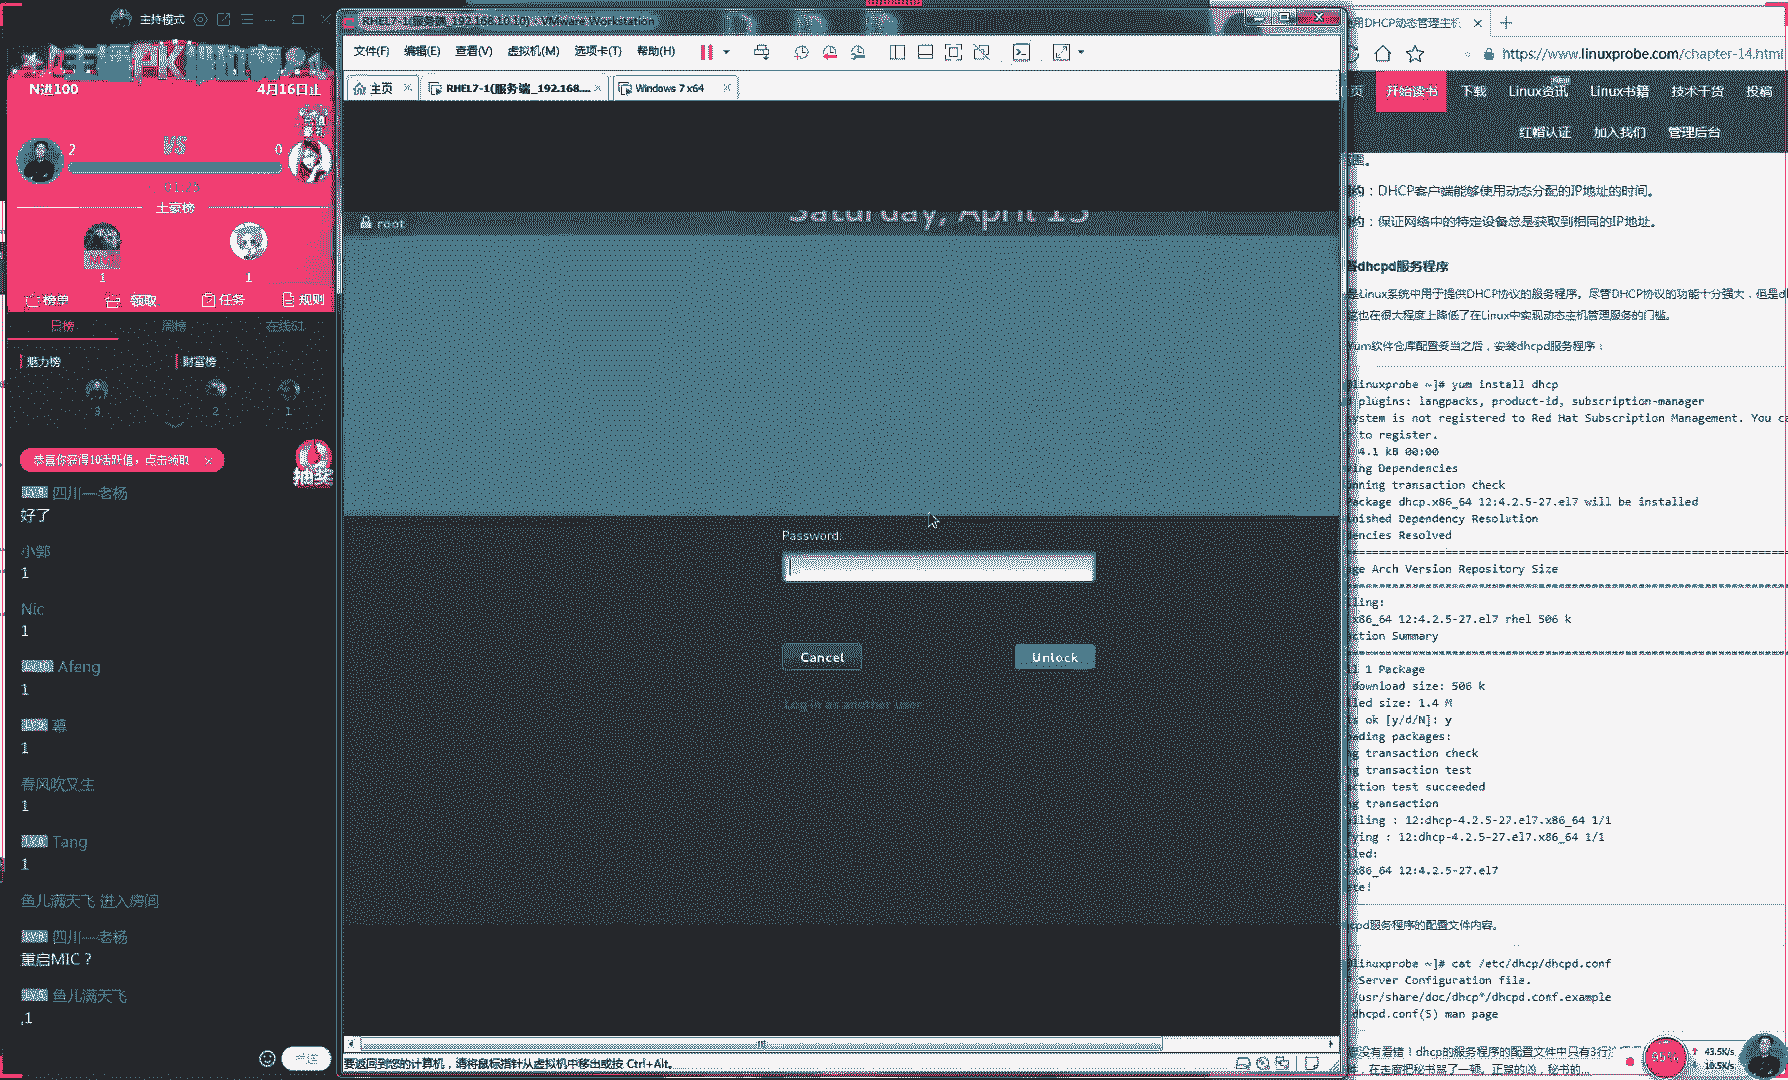 主持模式
N进100
4月16日止
2
VS
0
土豪榜
1
1
榜单
领取
任务
规则
日榜
周榜
在线61
魅力榜
财富榜
3
2
1
恭喜你获得10活跃值，点击领取
抽奖
四川—老杨
好了
小郭
1
Nic
1
Afeng
1
1
春风吹又生
1
Tang
1
鱼儿满天飞 进入房间
四川—老杨
重启MIC？
鱼儿满天飞
,1
RHEL7-1(服务端_192.168.10.10) - VMware Workstation
文件(F)
编辑(E)
查看(V)
虚拟机(M)
选项卡(T)
帮助(H)
主页
RHEL7-1(服务端_192.168....
Windows 7 x64
Saturday, April 13
root
Password:
Cancel
Unlock
Log in as another user
要返回到您的计算机，请将鼠标指针从虚拟机中移出或按 Ctrl+Alt。
用DHCP动态管理主机
https://www.linuxprobe.com/chapter-14.html
页
开始读书
下载
Linux资讯
Linux书籍
技术干货
投稿
红帽认证
加入我们
管理后台
约：DHCP客户端能够使用动态分配的IP地址的时间。
约：保证网络中的特定设备总是获取到相同的IP地址。
dhcpd服务程序
是Linux系统中用于提供DHCP协议的服务程序。尽管DHCP协议的功能十分强大，但是d
也在很大程度上降低了在Linux中实现动态主机管理服务的门槛。
Yum软件仓库配置妥当之后，安装dhcpd服务程序：
linuxprobe ~]# yum install dhcp
plugins: langpacks, product-id, subscription-manager
ystem is not registered to Red Hat Subscription Management. You ca
to register.
4.1 kB 00:00
ing Dependencies
nning transaction check
ackage dhcp.x86_64 12:4.2.5-27.el7 will be installed
nished Dependency Resolution
encies Resolved
ge Arch Version Repository Size
ling:
x86_64 12:4.2.5-27.el7 rhel 506 k
ction Summary
1 Package
download size: 506 k
led size: 1.4 M
s ok [y/d/N]: y
ading packages:
g transaction check
g transaction test
ction test succeeded
g transaction
lling : 12:dhcp-4.2.5-27.el7.x86_64 1/1
ying : 12:dhcp-4.2.5-27.el7.x86_64 1/1
led:
x86_64 12:4.2.5-27.el7
te!
cpd服务程序的配置文件内容。
linuxprobe ~]# cat /etc/dhcp/dhcpd.conf
Server Configuration file.
/usr/share/doc/dhcp*/dhcpd.conf.example
dhcpd.conf(5) man page
没有看错！dhcp的服务程序的配置文件中只有3行
43.5K/s
16.5K/s